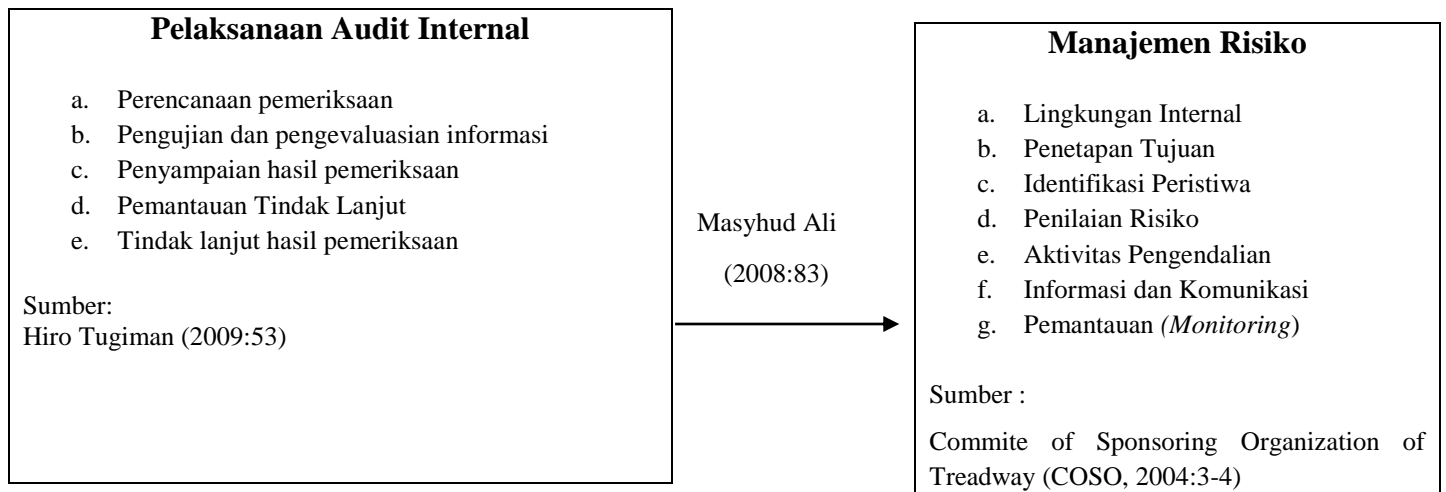 Pelaksanaan Audit Internal
a. Perencanaan pemeriksaan
b. Pengujian dan pengevaluasian informasi
c. Penyampaian hasil pemeriksaan
d. Pemantauan Tindak Lanjut
e. Tindak lanjut hasil pemeriksaan
Sumber:
Hiro Tugiman (2009:53)
Masyhud Ali
(2008:83)
Manajemen Risiko
a. Lingkungan Internal
b. Penetapan Tujuan
c. Identifikasi Peristiwa
d. Penilaian Risiko
e. Aktivitas Pengendalian
f. Informasi dan Komunikasi
g. Pemantauan (Monitoring)
Sumber :
Commite of Sponsoring Organization of
Treadway (COSO, 2004:3-4)